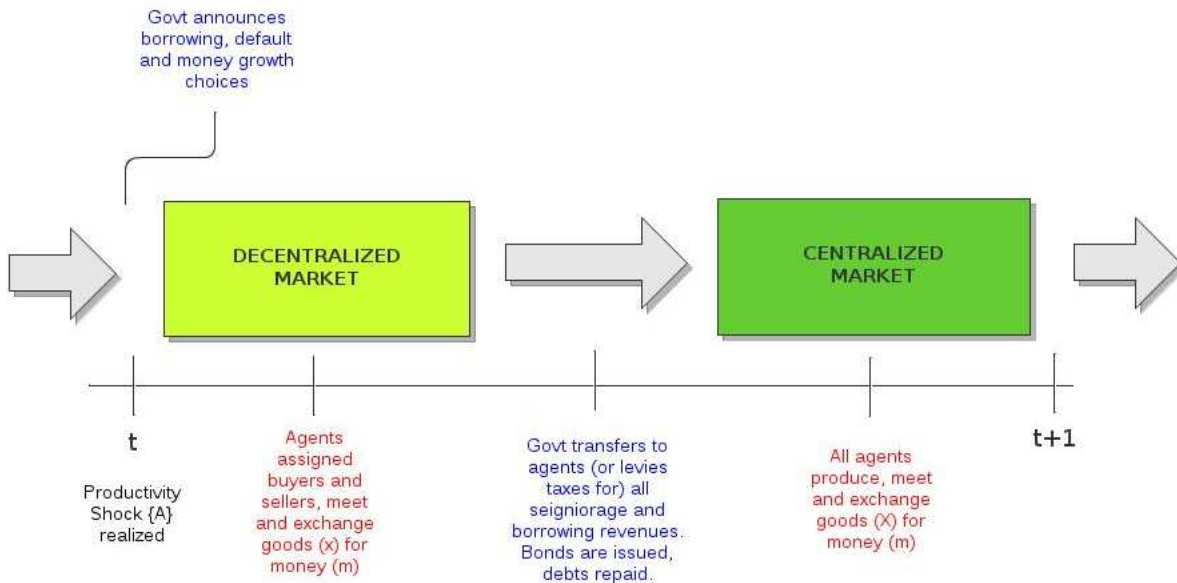 Govt announces
borrowing, default
and money growth
choices
DECENTRALIZED
MARKET
CENTRALIZED
MARKET
t
t+1
Productivity
Shock {A}
realized
Agents
assigned
buyers and
sellers, meet
and exchange
goods (x) for
money (m)
Govt transfers to
agents (or levies
taxes for) all
seigniorage and
borrowing revenues.
Bonds are issued,
debts repaid.
All agents
produce, meet
and exchange
goods (X) for
money (m)